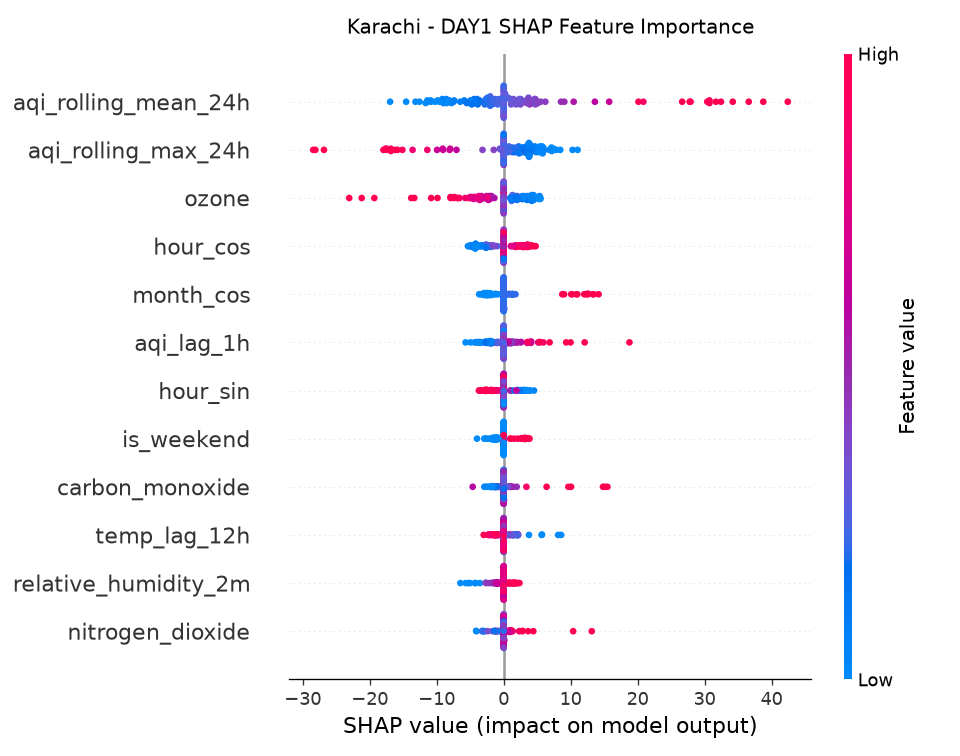 Karachi - DAY1 SHAP Feature Importance
High
aqi_rolling_mean_24h
aqi_rolling_max_24h
ozone
hour_cos
month_cos
aqi_lag_1h
hour_sin
is_weekend
carbon_monoxide
temp_lag_12h
relative_humidity_2m
nitrogen_dioxide
Feature value
Low
−30 −20 −10 0 10 20 30 40
SHAP value (impact on model output)